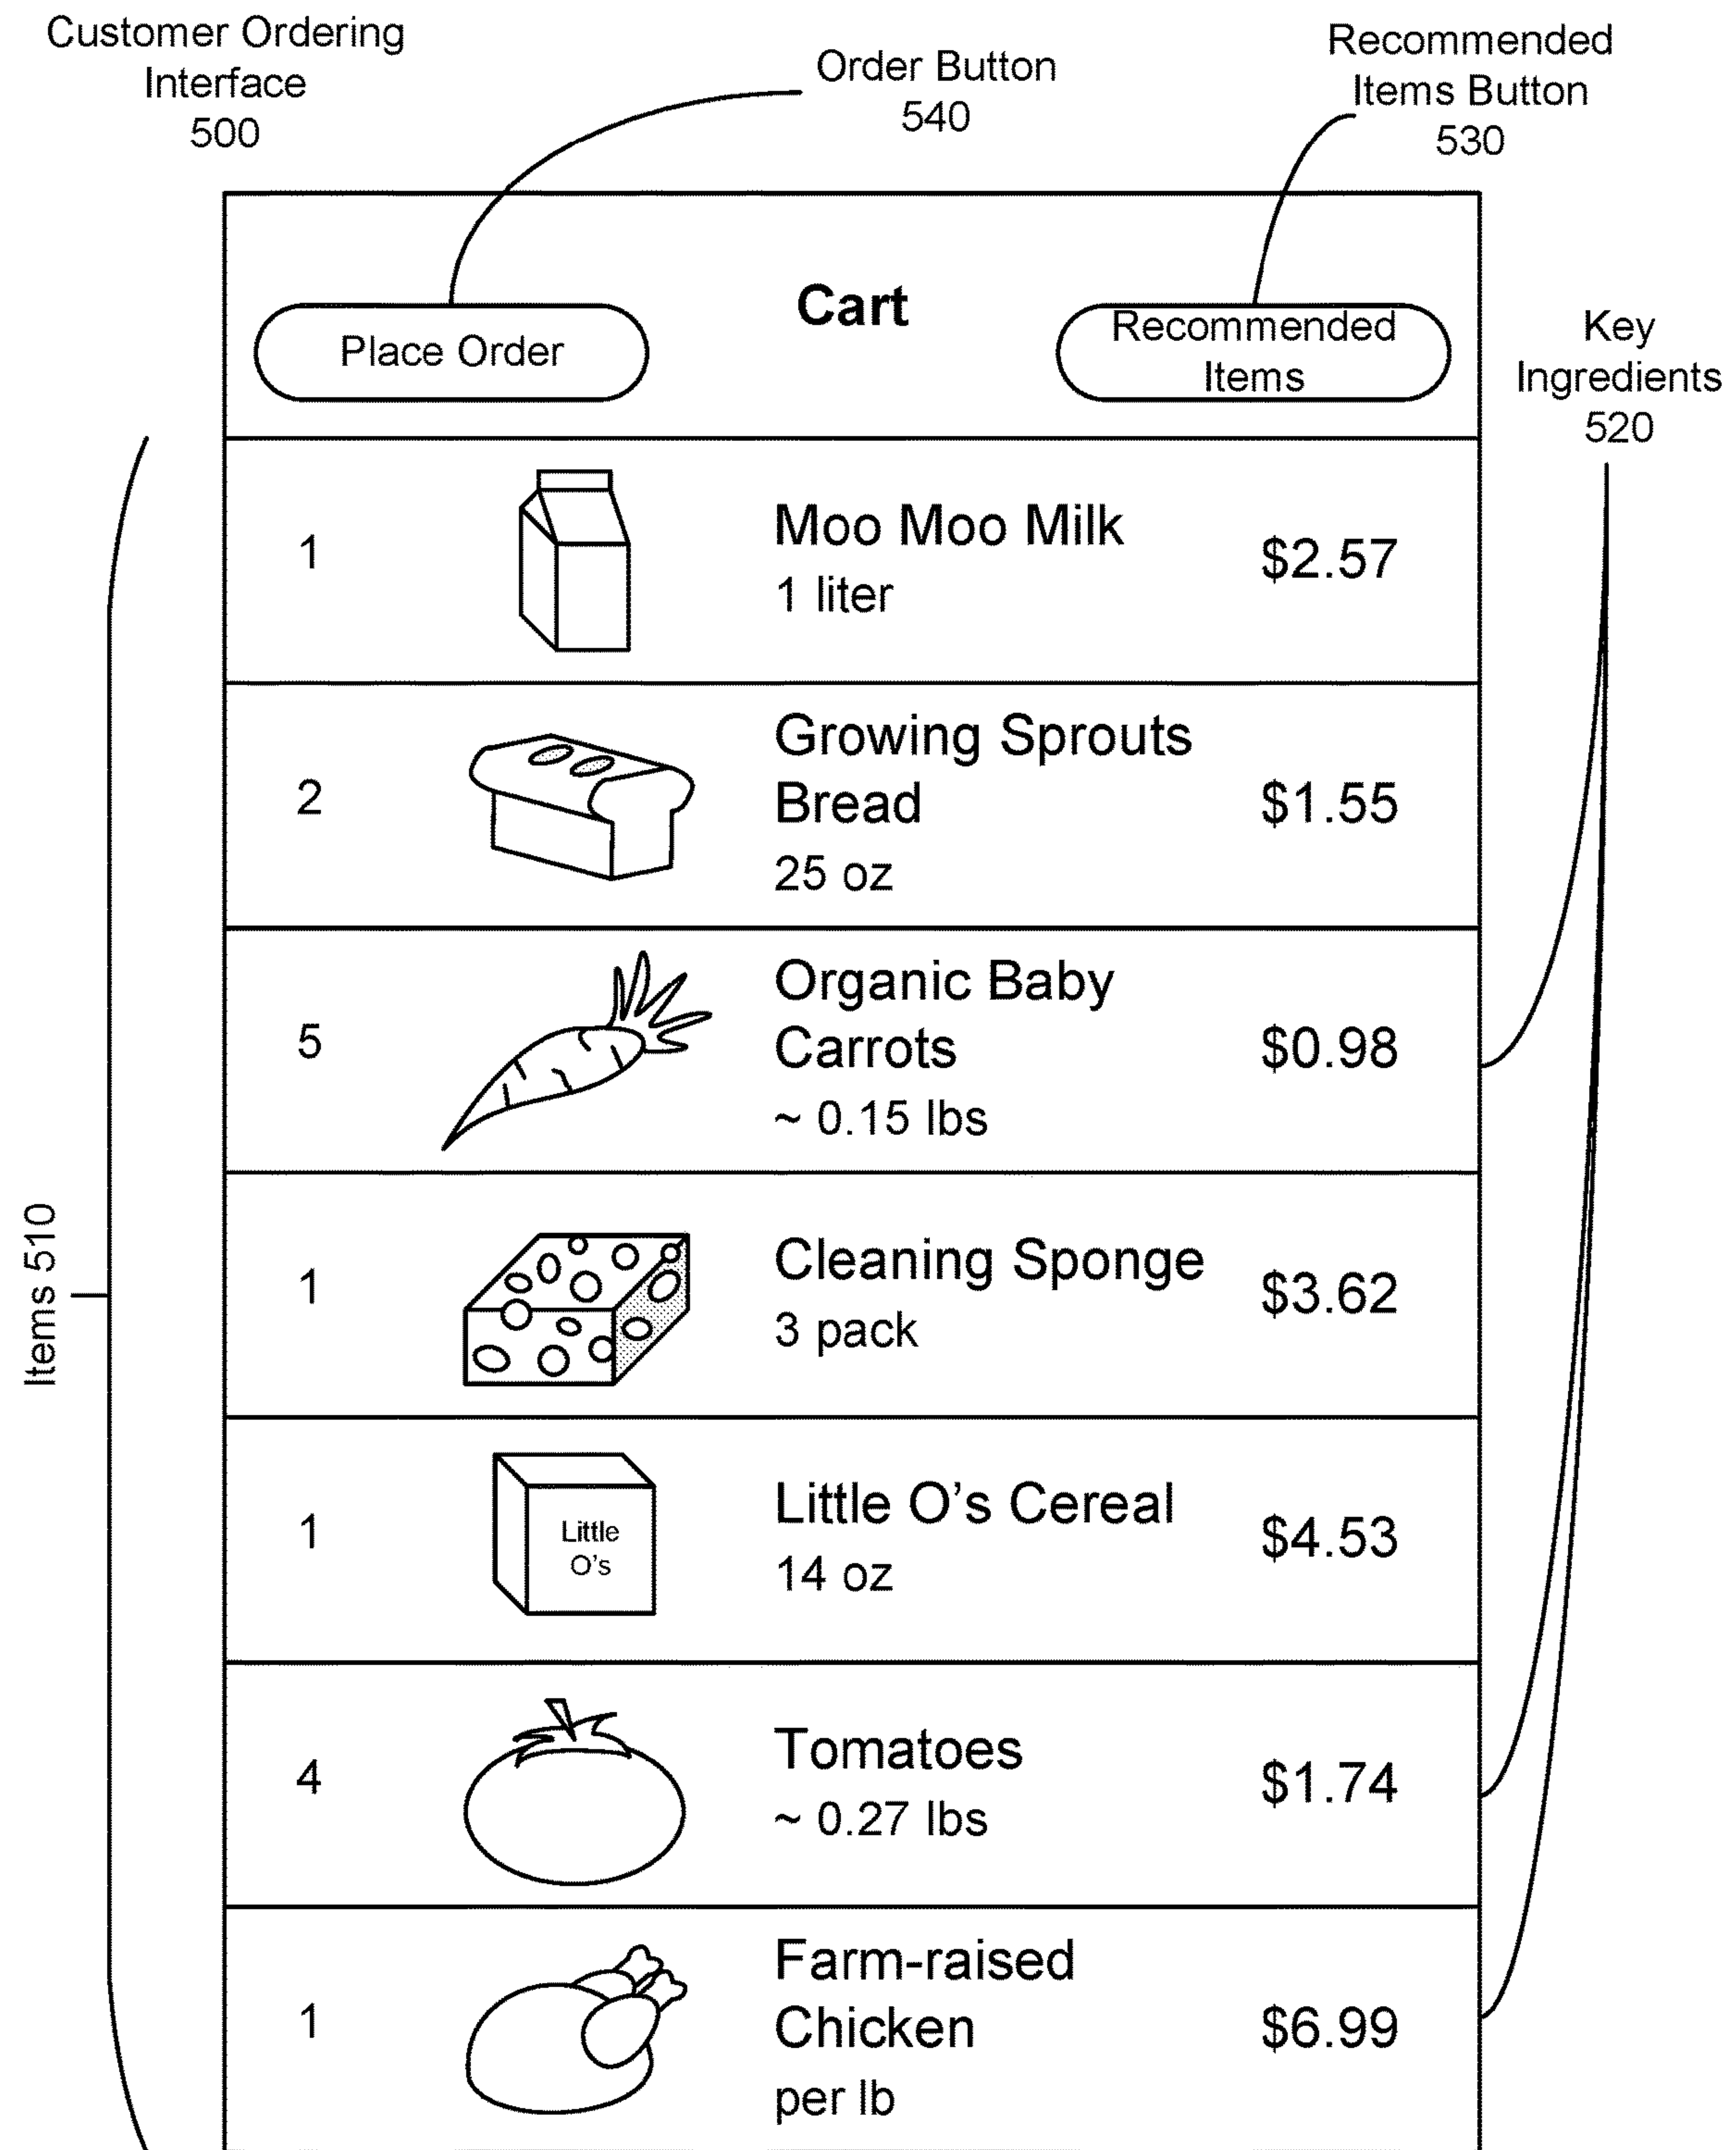 Customer Ordering
Interface
500
Order Button
540
Recommended
Items Button
530
Cart
Place Order
Recommended
Items
Key
Ingredients
520
Items 510
1
Moo Moo Milk
1 liter
$2.57
2
Growing Sprouts
Bread
25 oz
$1.55
5
Organic Baby
Carrots
~ 0.15 lbs
$0.98
1
Cleaning Sponge
3 pack
$3.62
1
Little
O's
Little O's Cereal
14 oz
$4.53
4
Tomatoes
~ 0.27 lbs
$1.74
1
Farm-raised
Chicken
per lb
$6.99